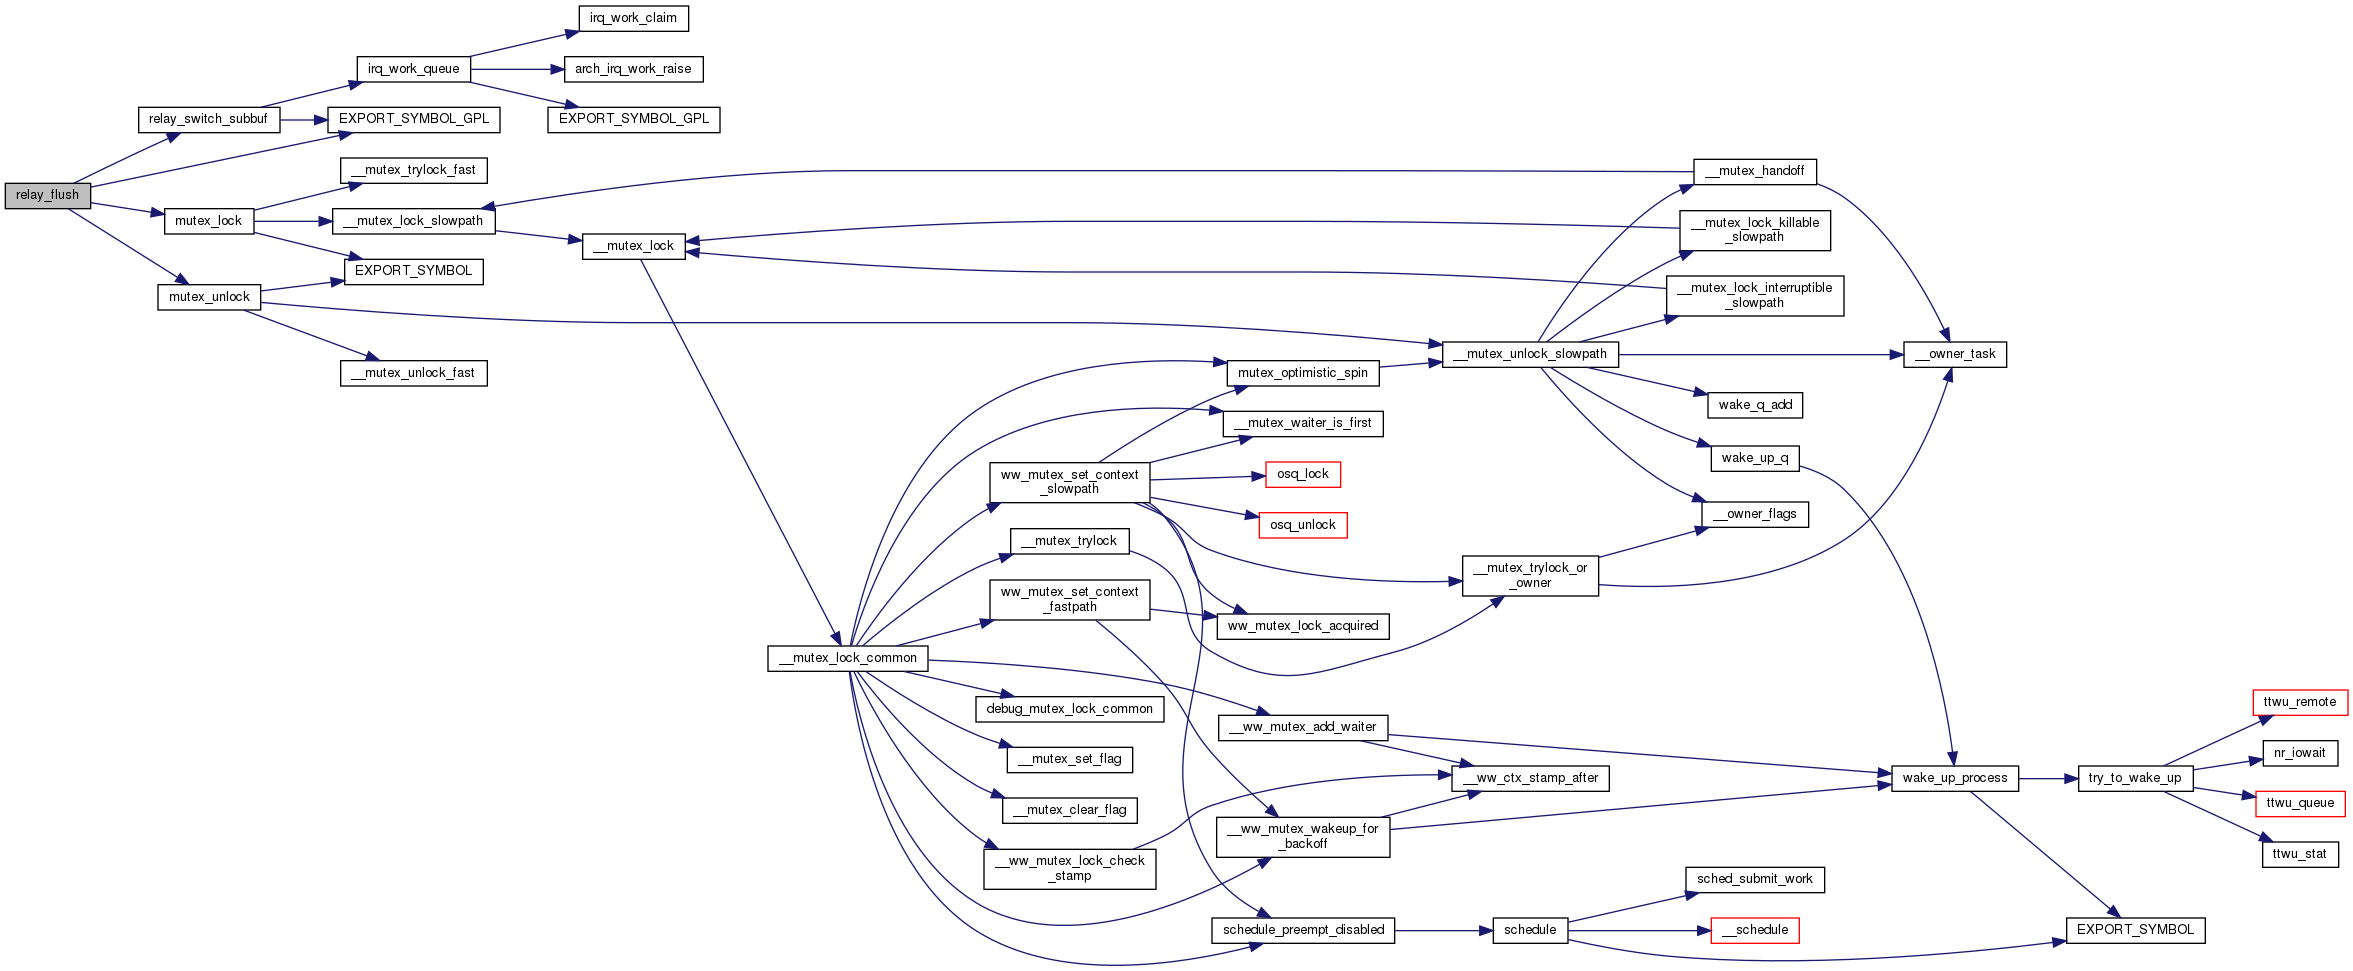 irq_work_claim
irq_work_queue
arch_irq_work_raise
relay_switch_subbuf
EXPORT_SYMBOL_GPL
EXPORT_SYMBOL_GPL
relay_flush
__mutex_trylock_fast
mutex_lock
__mutex_lock_slowpath
__mutex_lock
EXPORT_SYMBOL
mutex_unlock
__mutex_unlock_fast
__mutex_handoff
__mutex_lock_killable
_slowpath
__mutex_lock_interruptible
_slowpath
__mutex_unlock_slowpath
__owner_task
mutex_optimistic_spin
wake_q_add
__mutex_waiter_is_first
wake_up_q
ww_mutex_set_context
_slowpath
osq_lock
osq_unlock
__owner_flags
__mutex_trylock
__mutex_trylock_or
_owner
ww_mutex_set_context
_fastpath
ww_mutex_lock_acquired
__mutex_lock_common
debug_mutex_lock_common
__ww_mutex_add_waiter
__mutex_set_flag
__ww_ctx_stamp_after
__mutex_clear_flag
__ww_mutex_wakeup_for
_backoff
__ww_mutex_lock_check
_stamp
schedule_preempt_disabled
schedule
sched_submit_work
__schedule
EXPORT_SYMBOL
wake_up_process
try_to_wake_up
ttwu_remote
nr_iowait
ttwu_queue
ttwu_stat